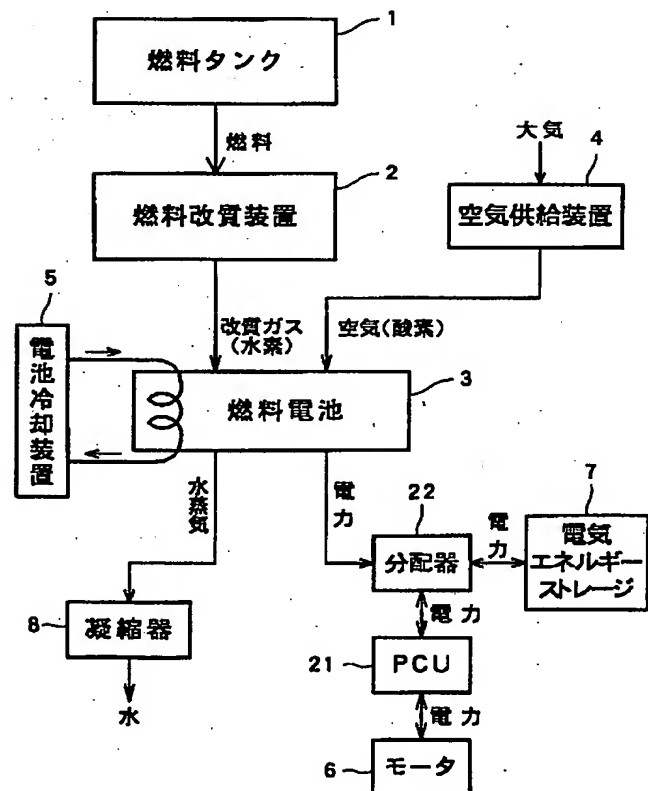 1
燃料タンク
燃料
2
燃料改質装置
大気
4
空気供給装置
5
電池冷却装置
改質ガス
(水素)
空気(酸素)
3
燃料電池
水蒸気
電力
22
分配器
電力
7
電気
エネルギー
ストレージ
8
凝縮器
水
電力
21
PCU
電力
6
モータ